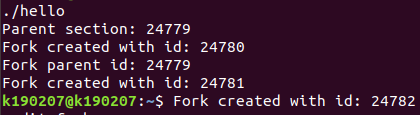 ./hello
Parent section: 24779
Fork created with id: 24780
Fork parent id: 24779
Fork created with id: 24781
k190207@k190207:~$ Fork created with id: 24782